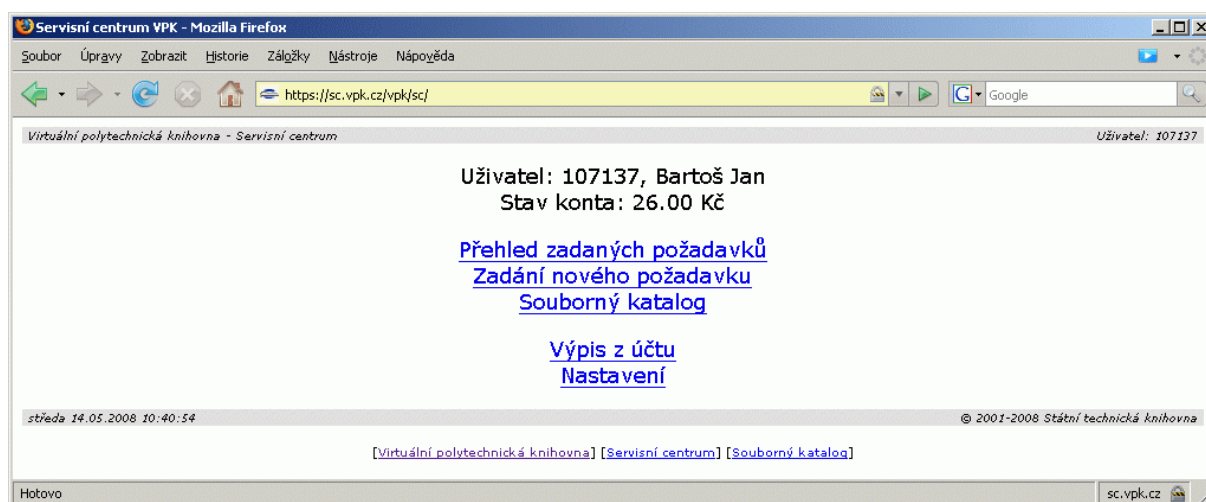 Servisní centrum VPK - Mozilla Firefox
Soubor Úpravy Zobrazit Historie Záložky Nástroje Nápověda
https://sc.vpk.cz/vpk/sc/ G Google
Virtuální polytechnická knihovna - Servisní centrum Uživatel: 107137
Uživatel: 107137, Bartoš Jan
Stav konta: 26.00 Kč
Přehled zadaných požadavků
Zadání nového požadavku
Souborný katalog
Výpis z účtu
Nastavení
středa 14.05.2008 10:40:54 © 2001-2008 Státní technická knihovna
[Virtuální polytechnická knihovna] [Servisní centrum] [Souborný katalog]
Hotovo sc.vpk.cz